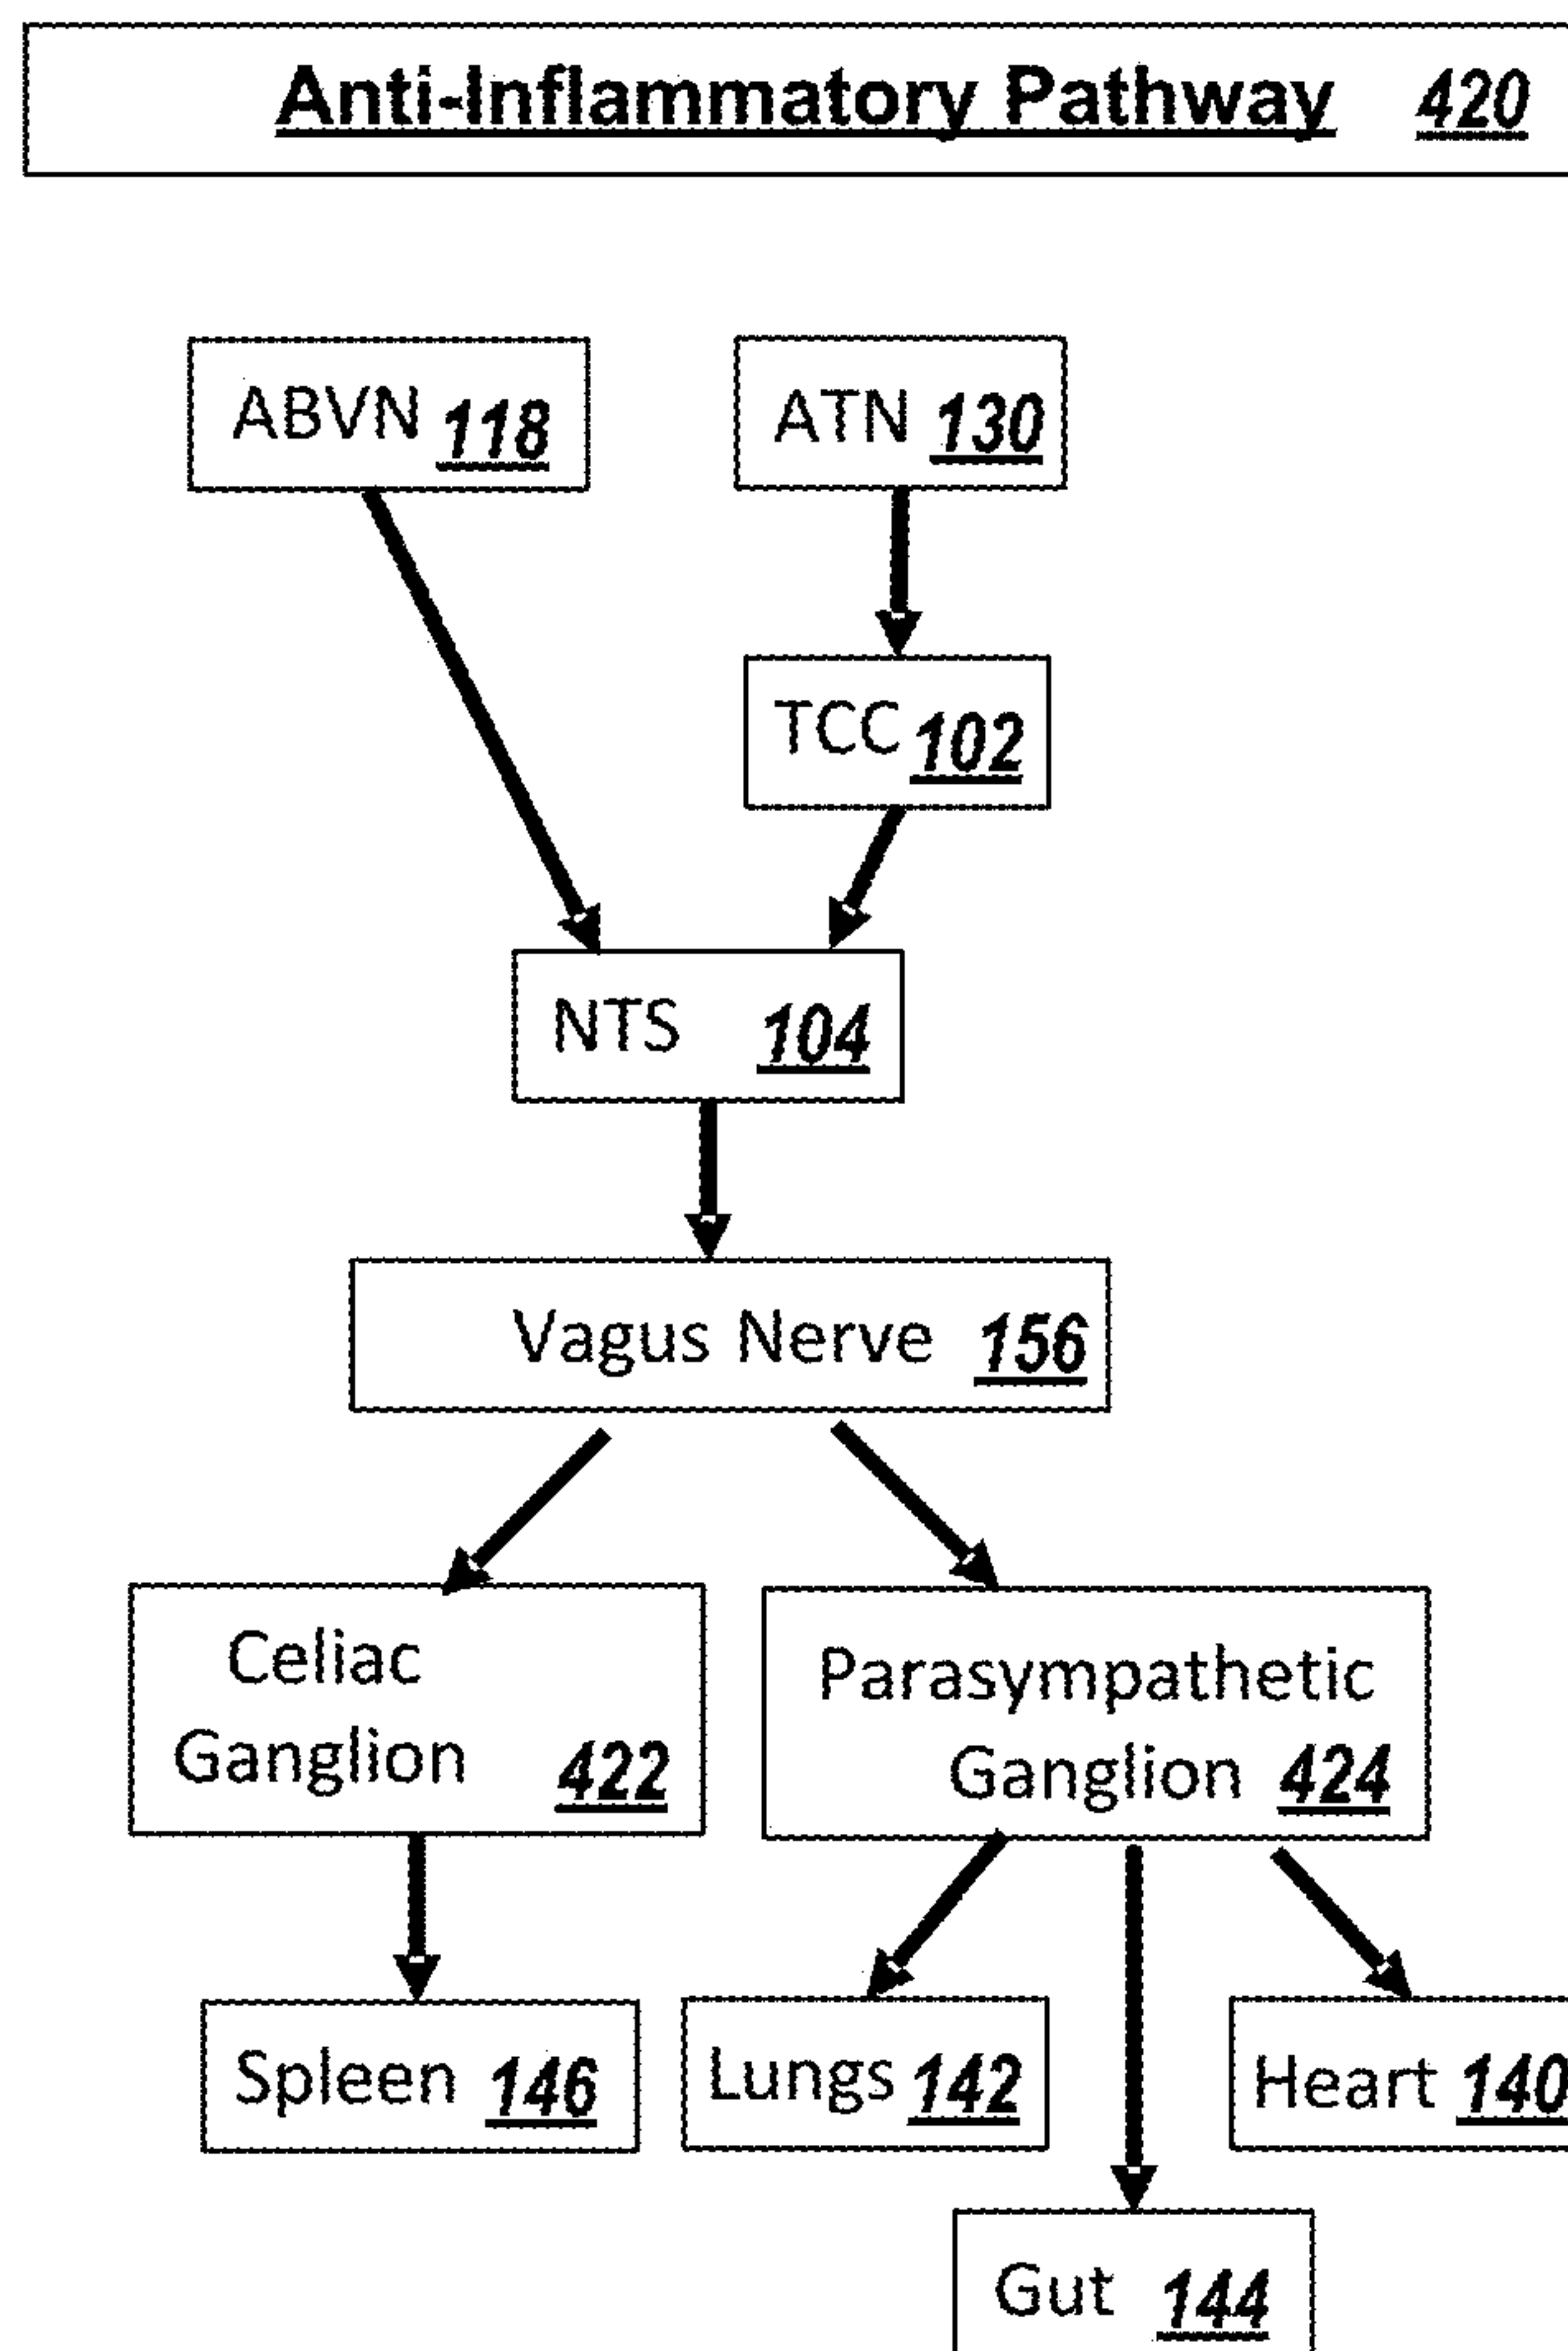 Anti-Inflammatory Pathway 420
ABVN 118
ATN 130
TCC 102
NTS 104
Vagus Nerve 156
Celiac
Ganglion 422
Parasympathetic
Ganglion 424
Spleen 146
Lungs 142
Heart 140
Gut 144